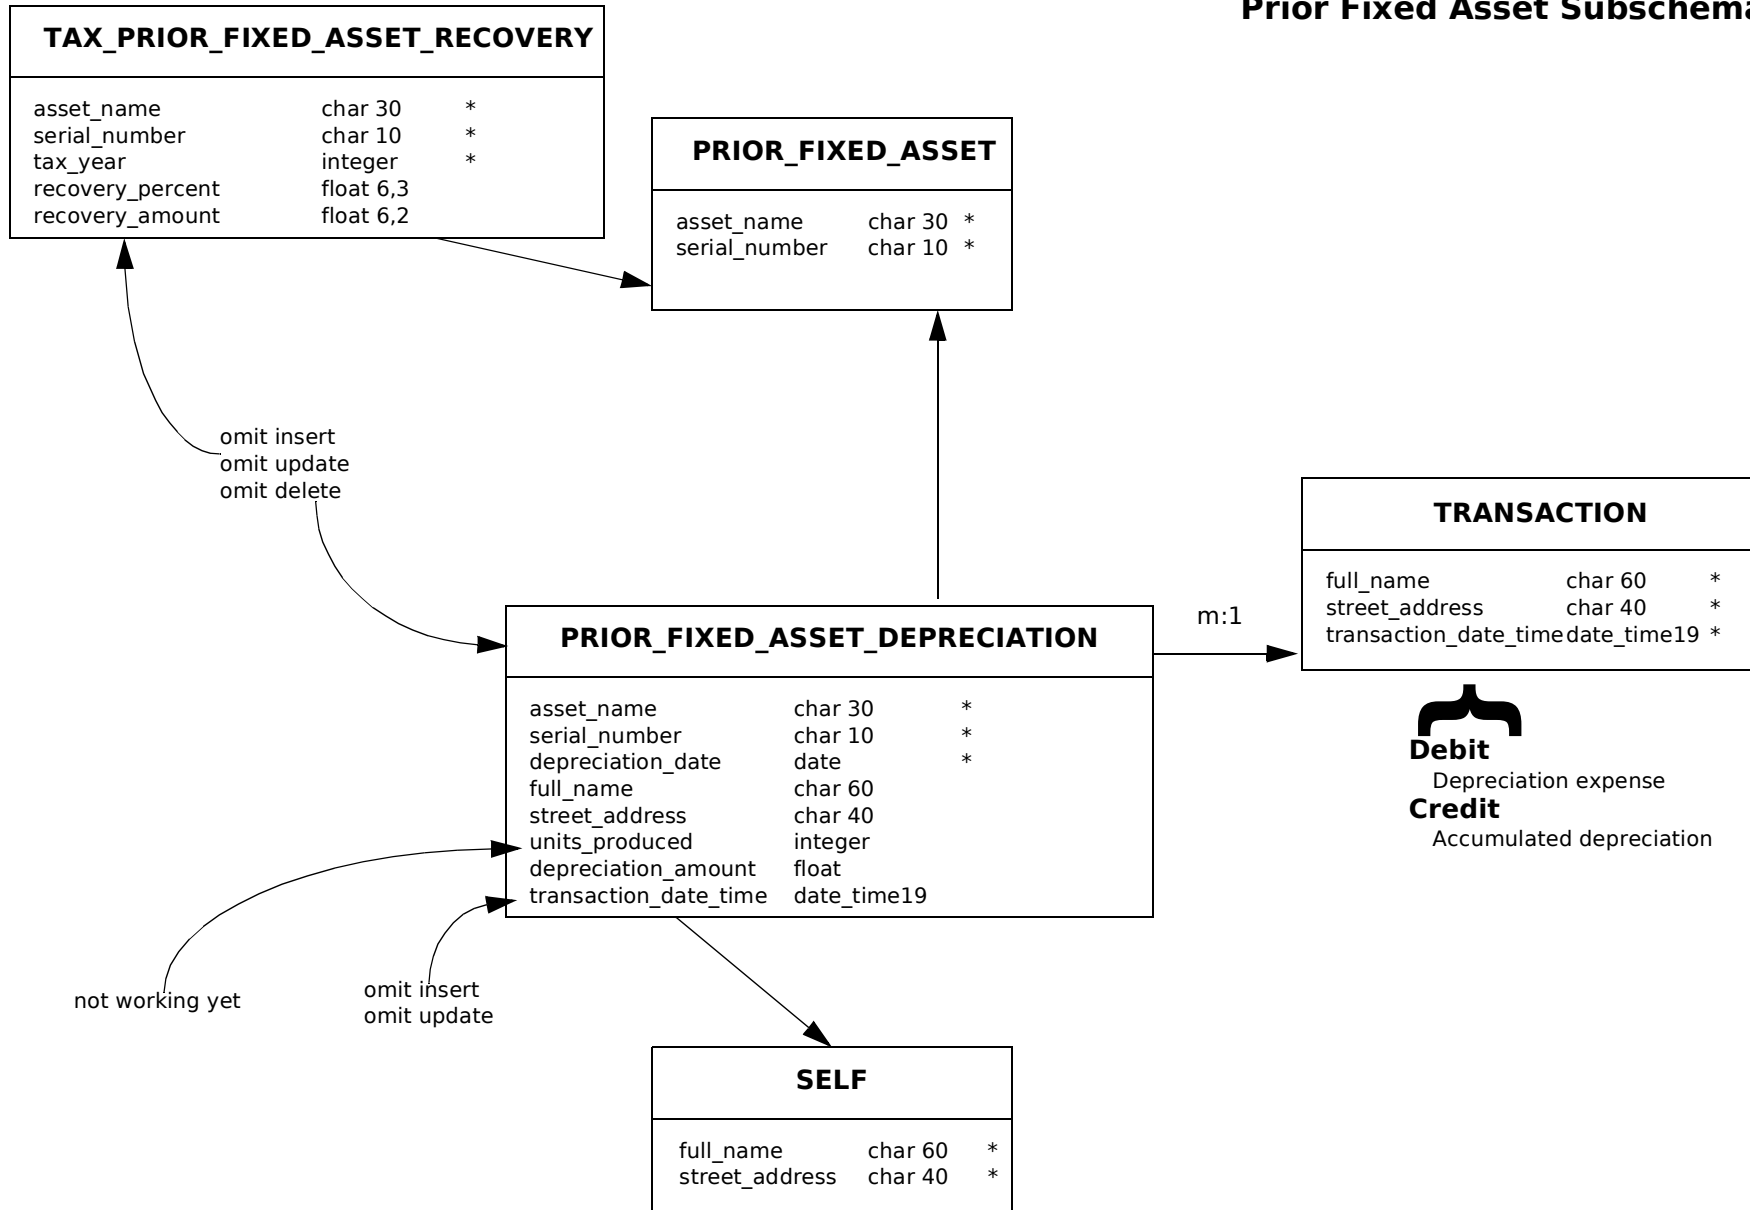 Prior Fixed Asset Subschema
TAX_PRIOR_FIXED_ASSET_RECOVERY
asset_name char 30 *
serial_number char 10 *
tax_year integer *
recovery_percent float 6,3
recovery_amount float 6,2
PRIOR_FIXED_ASSET
asset_name char 30 *
serial_number char 10 *
omit insert
omit update
omit delete
TRANSACTION
full_name char 60 *
street_address char 40 *
transaction_date_time date_time19 *
m:1
PRIOR_FIXED_ASSET_DEPRECIATION
asset_name char 30 *
serial_number char 10 *
depreciation_date date *
full_name char 60
street_address char 40
units_produced integer
depreciation_amount float
transaction_date_time date_time19
Debit
Depreciation expense
Credit
Accumulated depreciation
not working yet
omit insert
omit update
SELF
full_name char 60 *
street_address char 40 *